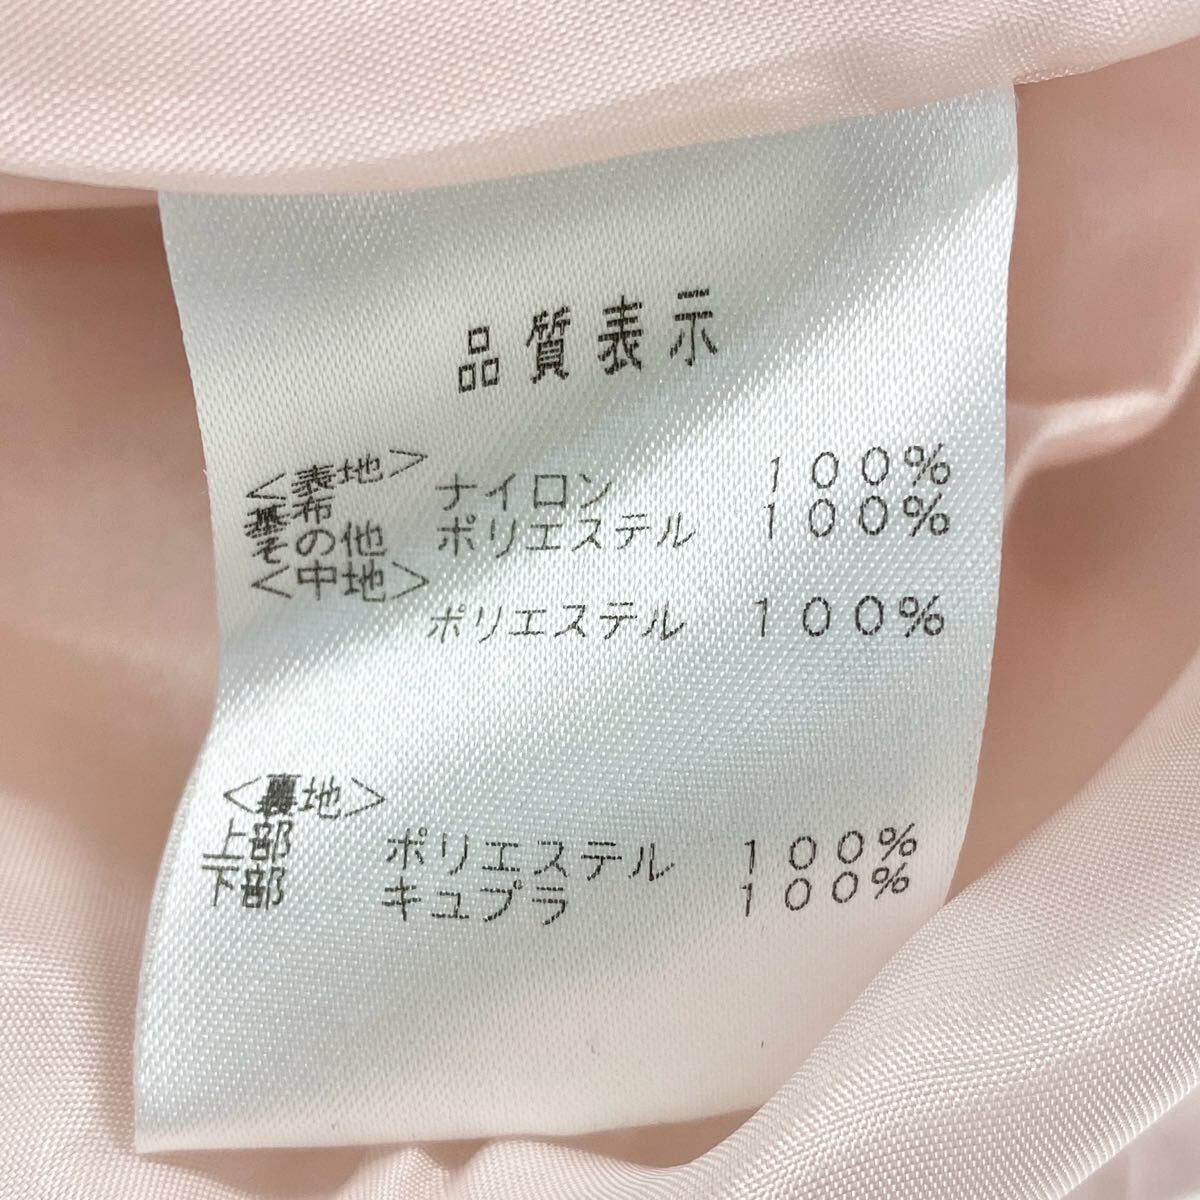 品質表示
<表地>
基布 ナイロン 100%
その他 ポリエステル 100%
<中地>
ポリエステル 100%
<裏地>
上部 ポリエステル 100%
下部 キュプラ 100%